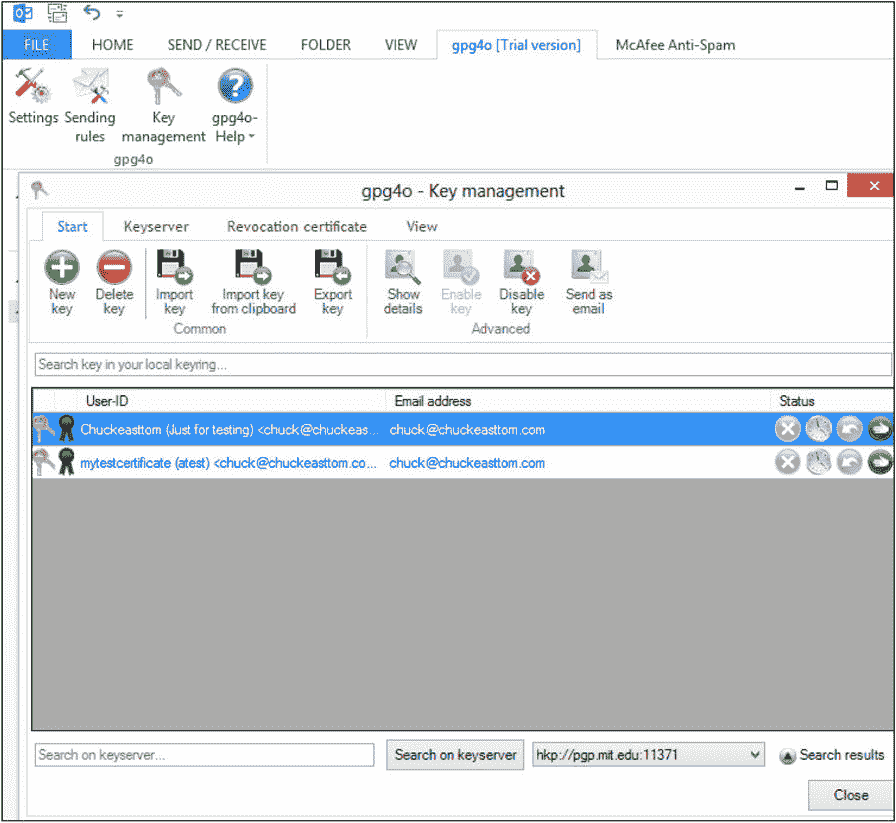 FILE HOME SEND / RECEIVE FOLDER VIEW gpg4o [Trial version] McAfee Anti-Spam
Settings Sending rules Key management gpg4o-Help
gpg4o
gpg4o - Key management
Start Keyserver Revocation certificate View
New key Delete key Import key Import key from clipboard Export key Show details Enable key Disable key Send as email
Common Advanced
Search key in your local keyring...
User-ID Email address Status
Chuckeasttom (Just for testing) <chuck@chuckeas... chuck@chuckeasttom.com
mytestcertificate (atest) <chuck@chuckeasttom.co... chuck@chuckeasttom.com
Search on keyserver... Search on keyserver hkp://pgp.mit.edu:11371 Search results
Close